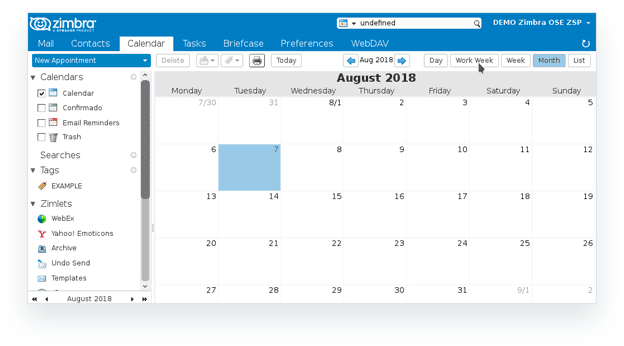 zimbra
A SYNACOR PRODUCT
undefined
DEMO Zimbra OSE ZSP
Mail Contacts Calendar Tasks Briefcase Preferences WebDAV
New Appointment Delete Today Aug 2018 Day Work Week Week Month List
Calendars
Calendar
Confirmado
Email Reminders
Trash
Searches
Tags
EXAMPLE
Zimlets
WebEx
Yahoo! Emoticons
Archive
Undo Send
Templates
August 2018
August 2018
Monday Tuesday Wednesday Thursday Friday Saturday Sunday
7/30 31 8/1 2 3 4 5
6 7 8 9 10 11 12
13 14 15 16 17 18 19
20 21 22 23 24 25 26
27 28 29 30 31 9/1 2